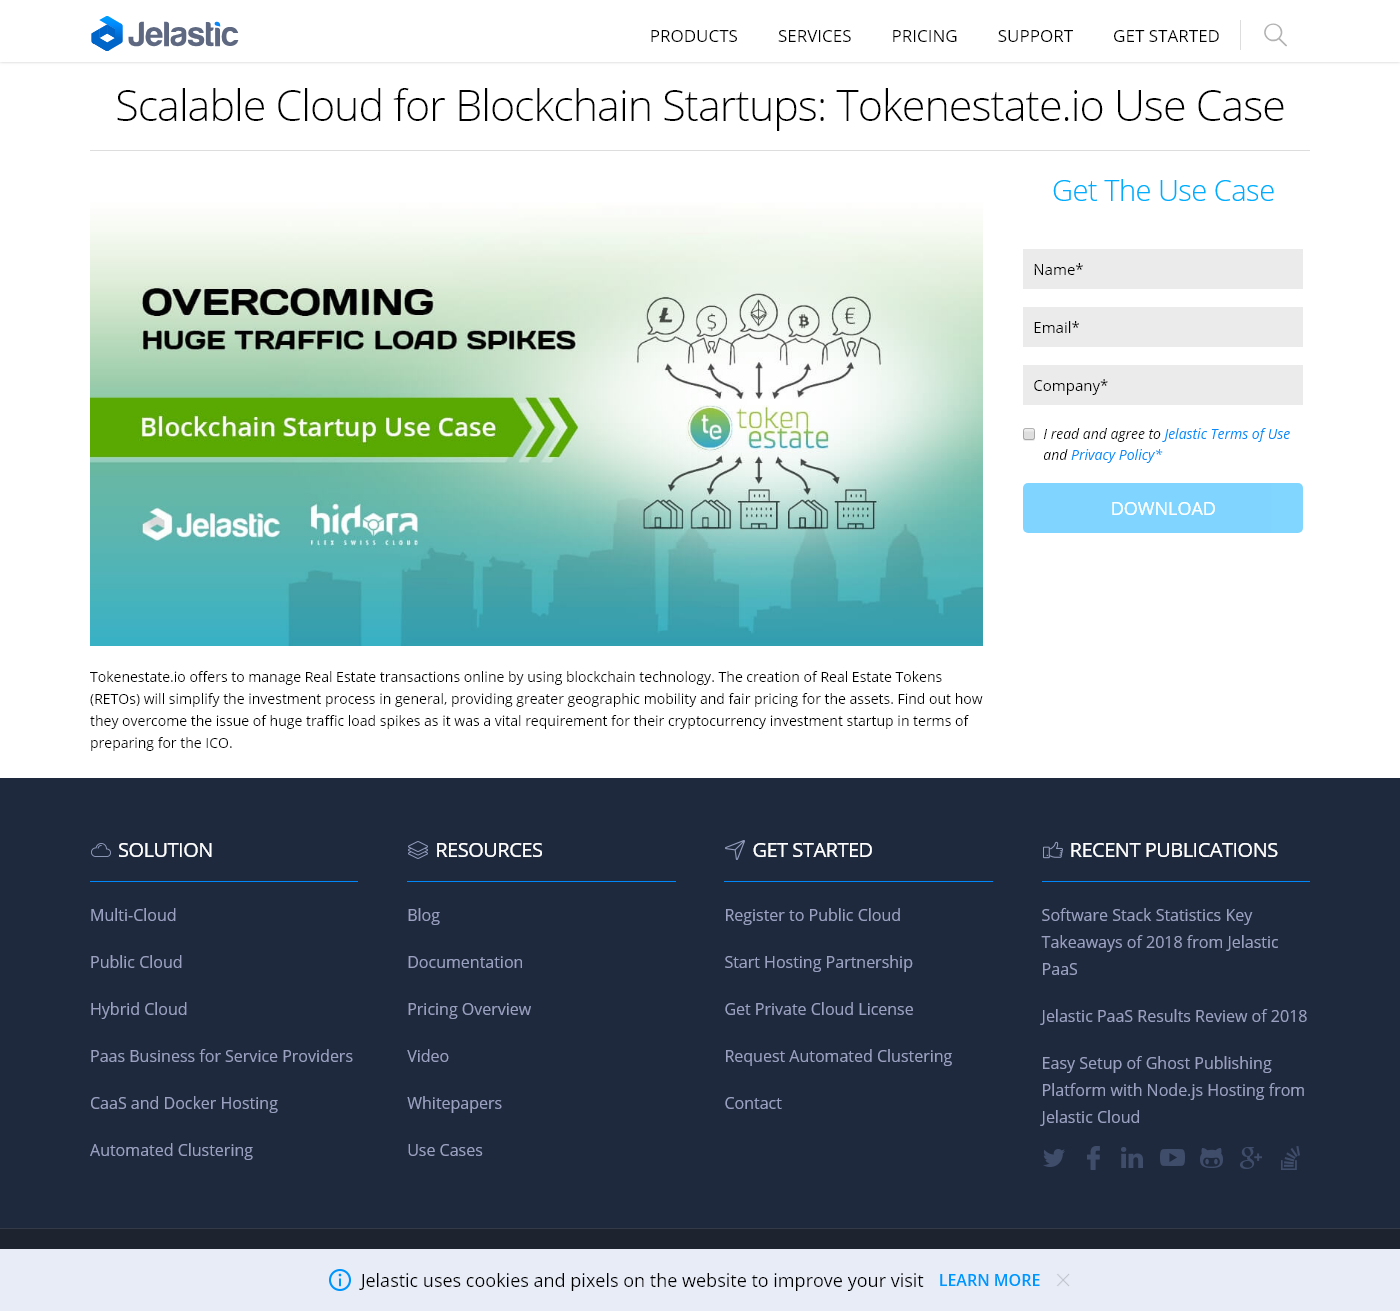 Jelastic
PRODUCTS
SERVICES
PRICING
SUPPORT
GET STARTED
Scalable Cloud for Blockchain Startups: Tokenestate.io Use Case
OVERCOMING
HUGE TRAFFIC LOAD SPIKES
Blockchain Startup Use Case
Jelastic
hidora
FLEX SWISS CLOUD
te
token
estate
Get The Use Case
Name*
Email*
Company*
I read and agree to Jelastic Terms of Use
and Privacy Policy*
DOWNLOAD
Tokenestate.io offers to manage Real Estate transactions online by using blockchain technology. The creation of Real Estate Tokens
(RETOs) will simplify the investment process in general, providing greater geographic mobility and fair pricing for the assets. Find out how
they overcome the issue of huge traffic load spikes as it was a vital requirement for their cryptocurrency investment startup in terms of
preparing for the ICO.
SOLUTION
Multi-Cloud
Public Cloud
Hybrid Cloud
Paas Business for Service Providers
CaaS and Docker Hosting
Automated Clustering
RESOURCES
Blog
Documentation
Pricing Overview
Video
Whitepapers
Use Cases
GET STARTED
Register to Public Cloud
Start Hosting Partnership
Get Private Cloud License
Request Automated Clustering
Contact
RECENT PUBLICATIONS
Software Stack Statistics Key
Takeaways of 2018 from Jelastic
PaaS
Jelastic PaaS Results Review of 2018
Easy Setup of Ghost Publishing
Platform with Node.js Hosting from
Jelastic Cloud
Jelastic uses cookies and pixels on the website to improve your visit LEARN MORE